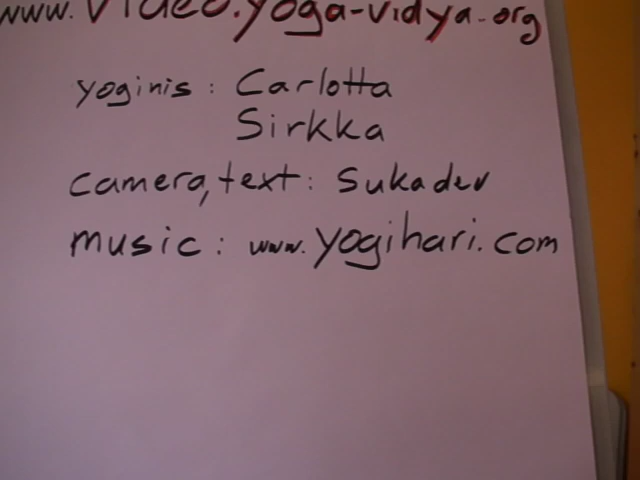 www.video.yoga-vidya.org
yoginis: Carlotta
Sirkka
camera, text: Sukadev
music: www.yogihari.com